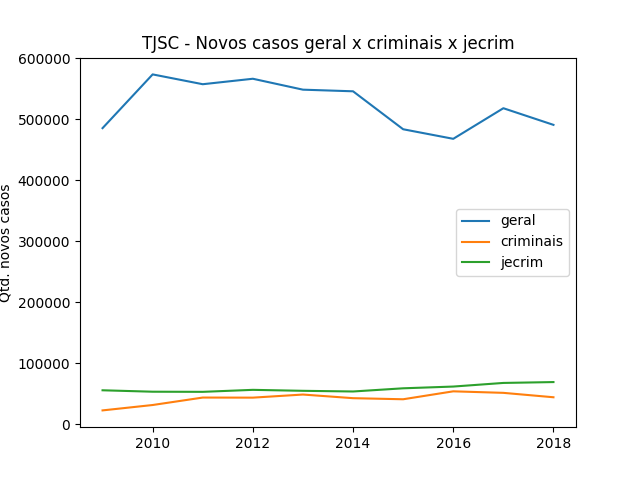 TJSC - Novos casos geral x criminais x jecrim
600000
500000
400000
300000
200000
100000
0
Qtd. novos casos
geral
criminais
jecrim
2010
2012
2014
2016
2018